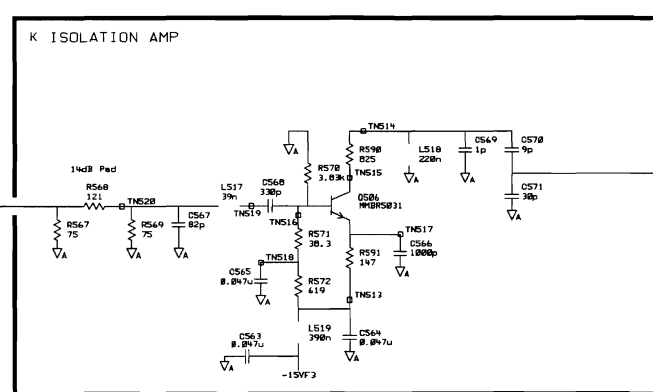 K ISOLATION AMP
14dB Pad
R568
121
TN520
R567
75
R569
75
C567
82p
L517
39n
TN519
C568
330p
TN516
R570
3.83k
TN514
R590
825
TN515
L518
220n
C569
1p
C570
9p
C571
30p
Q506
MMBR5031
R571
38.3
TN518
C565
0.047u
R572
619
R591
147
TN517
C566
1000p
TN513
L519
390n
C564
0.047u
C563
0.047u
-15VF3
A
A
A
A
A
A
A
A
A
A
A